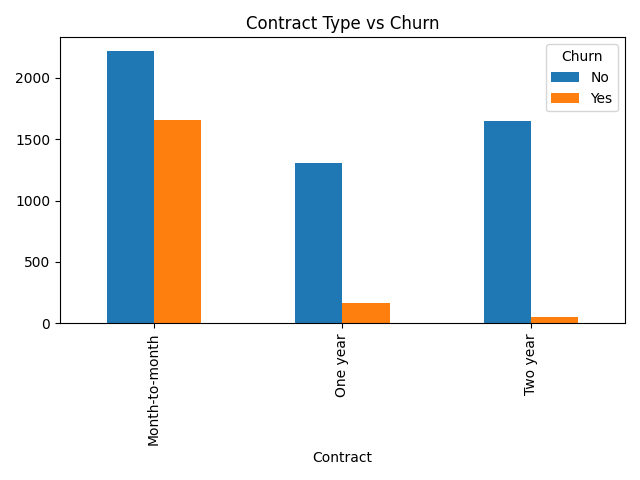 Contract Type vs Churn
Churn
No
Yes
2000
1500
1000
500
0
Month-to-month
One year
Two year
Contract